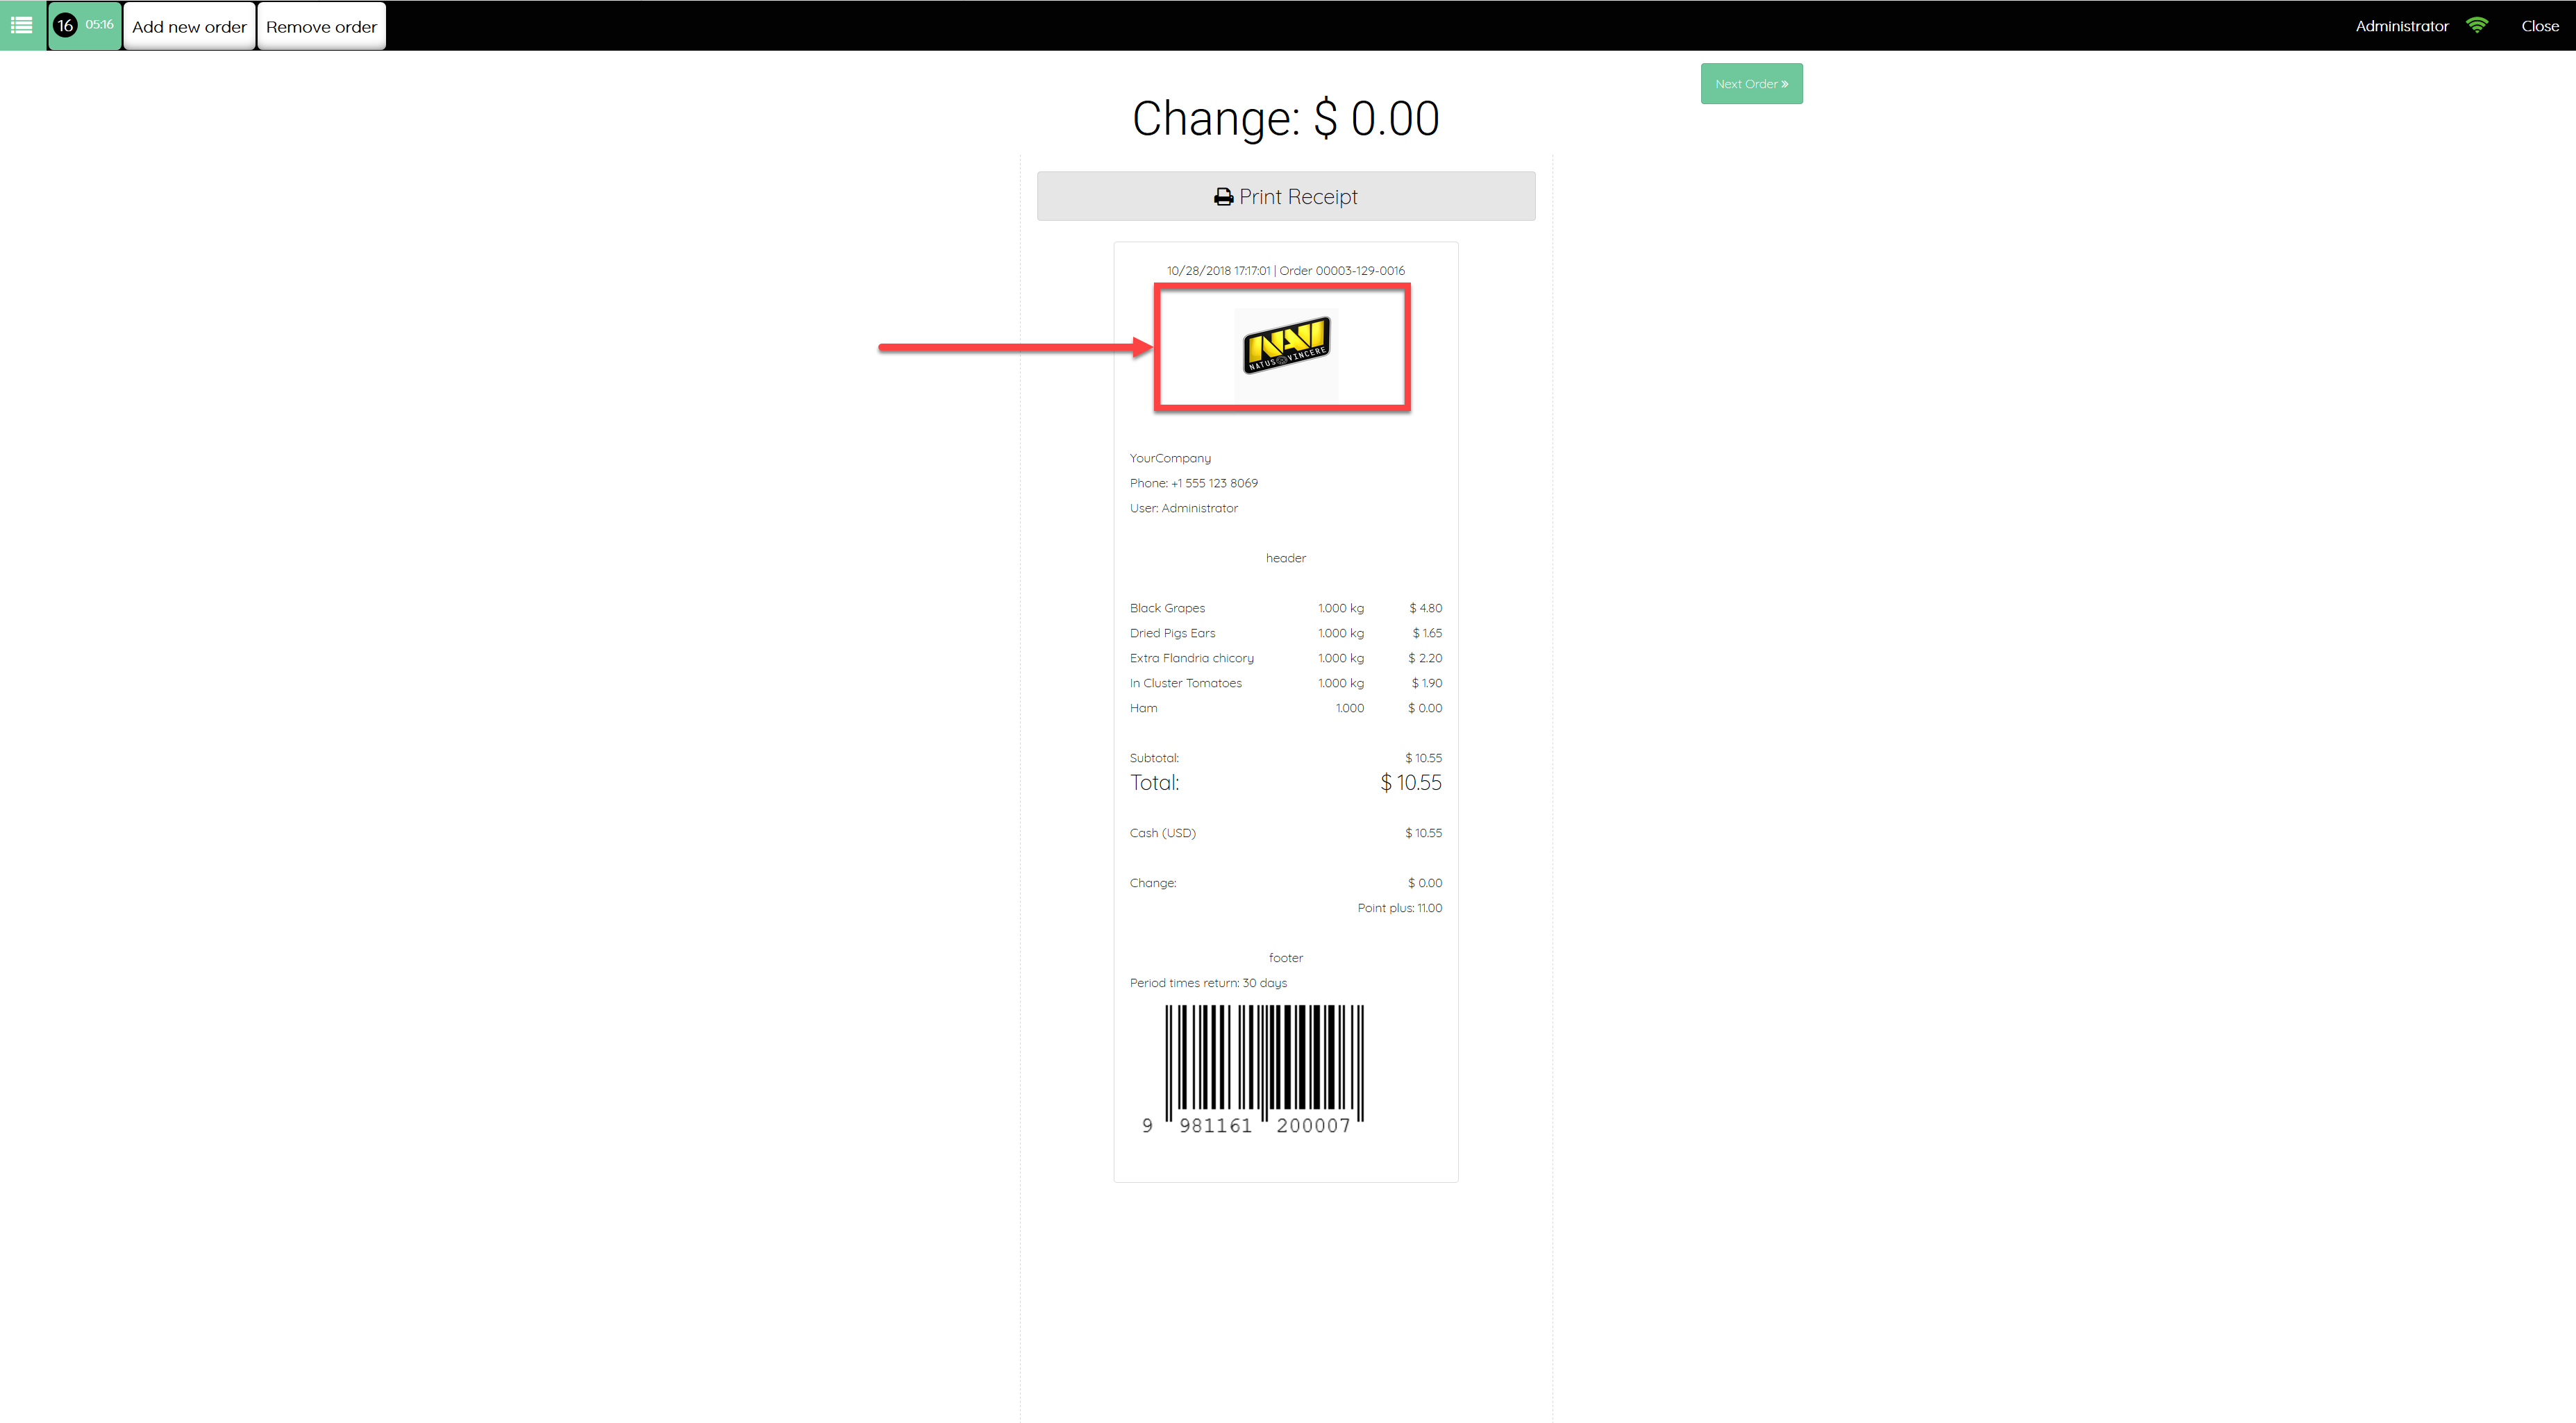 16 05:16 Add new order Remove order Administrator Close
Next Order »
Change: $ 0.00
Print Receipt
10/28/2018 17:17:01 | Order 00003-129-0016
NAVI
NATUS VINCERE
YourCompany
Phone: +1 555 123 8069
User: Administrator
header
Black Grapes 1.000 kg $ 4.80
Dried Pigs Ears 1.000 kg $ 1.65
Extra Flandria chicory 1.000 kg $ 2.20
In Cluster Tomatoes 1.000 kg $ 1.90
Ham 1.000 $ 0.00
Subtotal: $ 10.55
Total: $ 10.55
Cash (USD) $ 10.55
Change: $ 0.00
Point plus: 11.00
footer
Period times return: 30 days
9 981161 200007